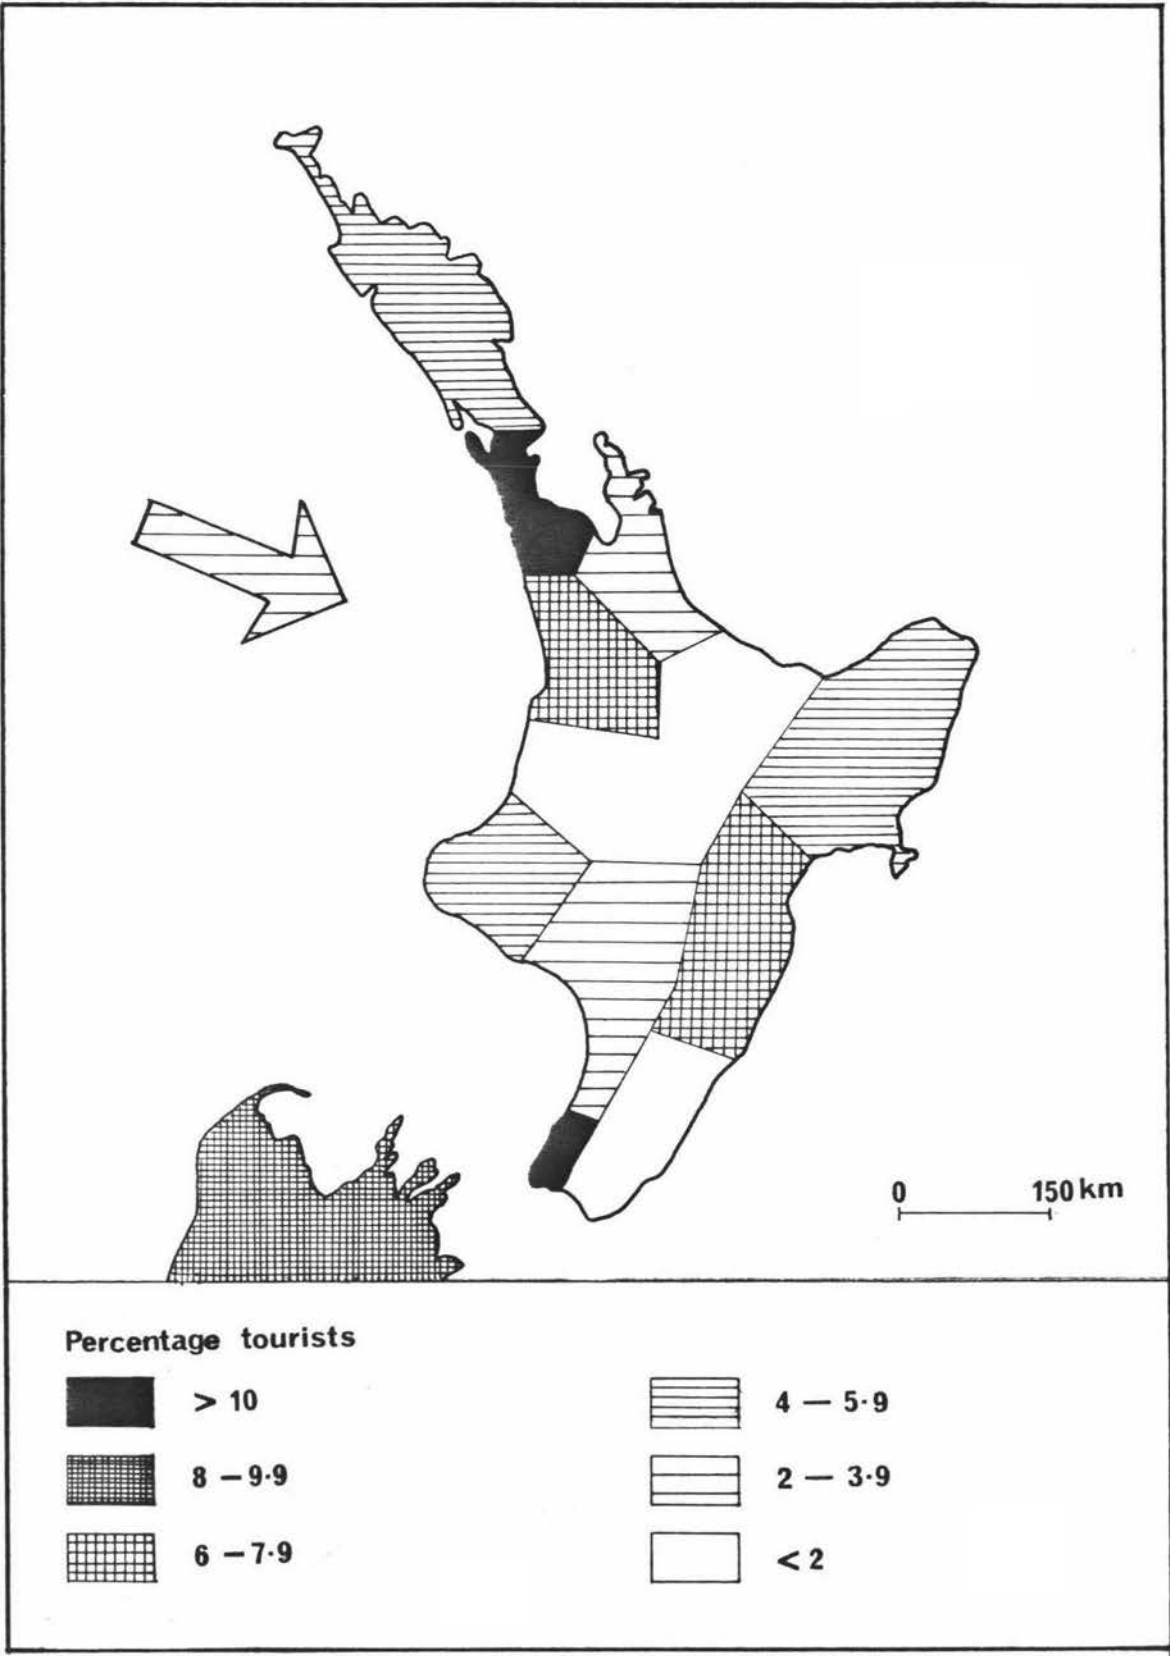 0 150 km
Percentage tourists
> 10
8 – 9·9
6 – 7·9
4 — 5·9
2 — 3·9
< 2